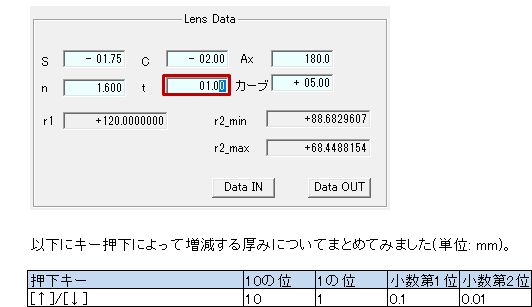 Lens Data
S - 01.75 C - 02.00 Ax 180.0
n 1.600 t 01.00 カーブ + 05.00
r1 +120.0000000 r2_min +88.6829607
r2_max +68.4488154
Data IN Data OUT
以下にキー押下によって増減する厚みについてまとめてみました(単位: mm)。
押下キー 10の位 1の位 小数第1位 小数第2位
[↑]/[↓] 10 1 0.1 0.01